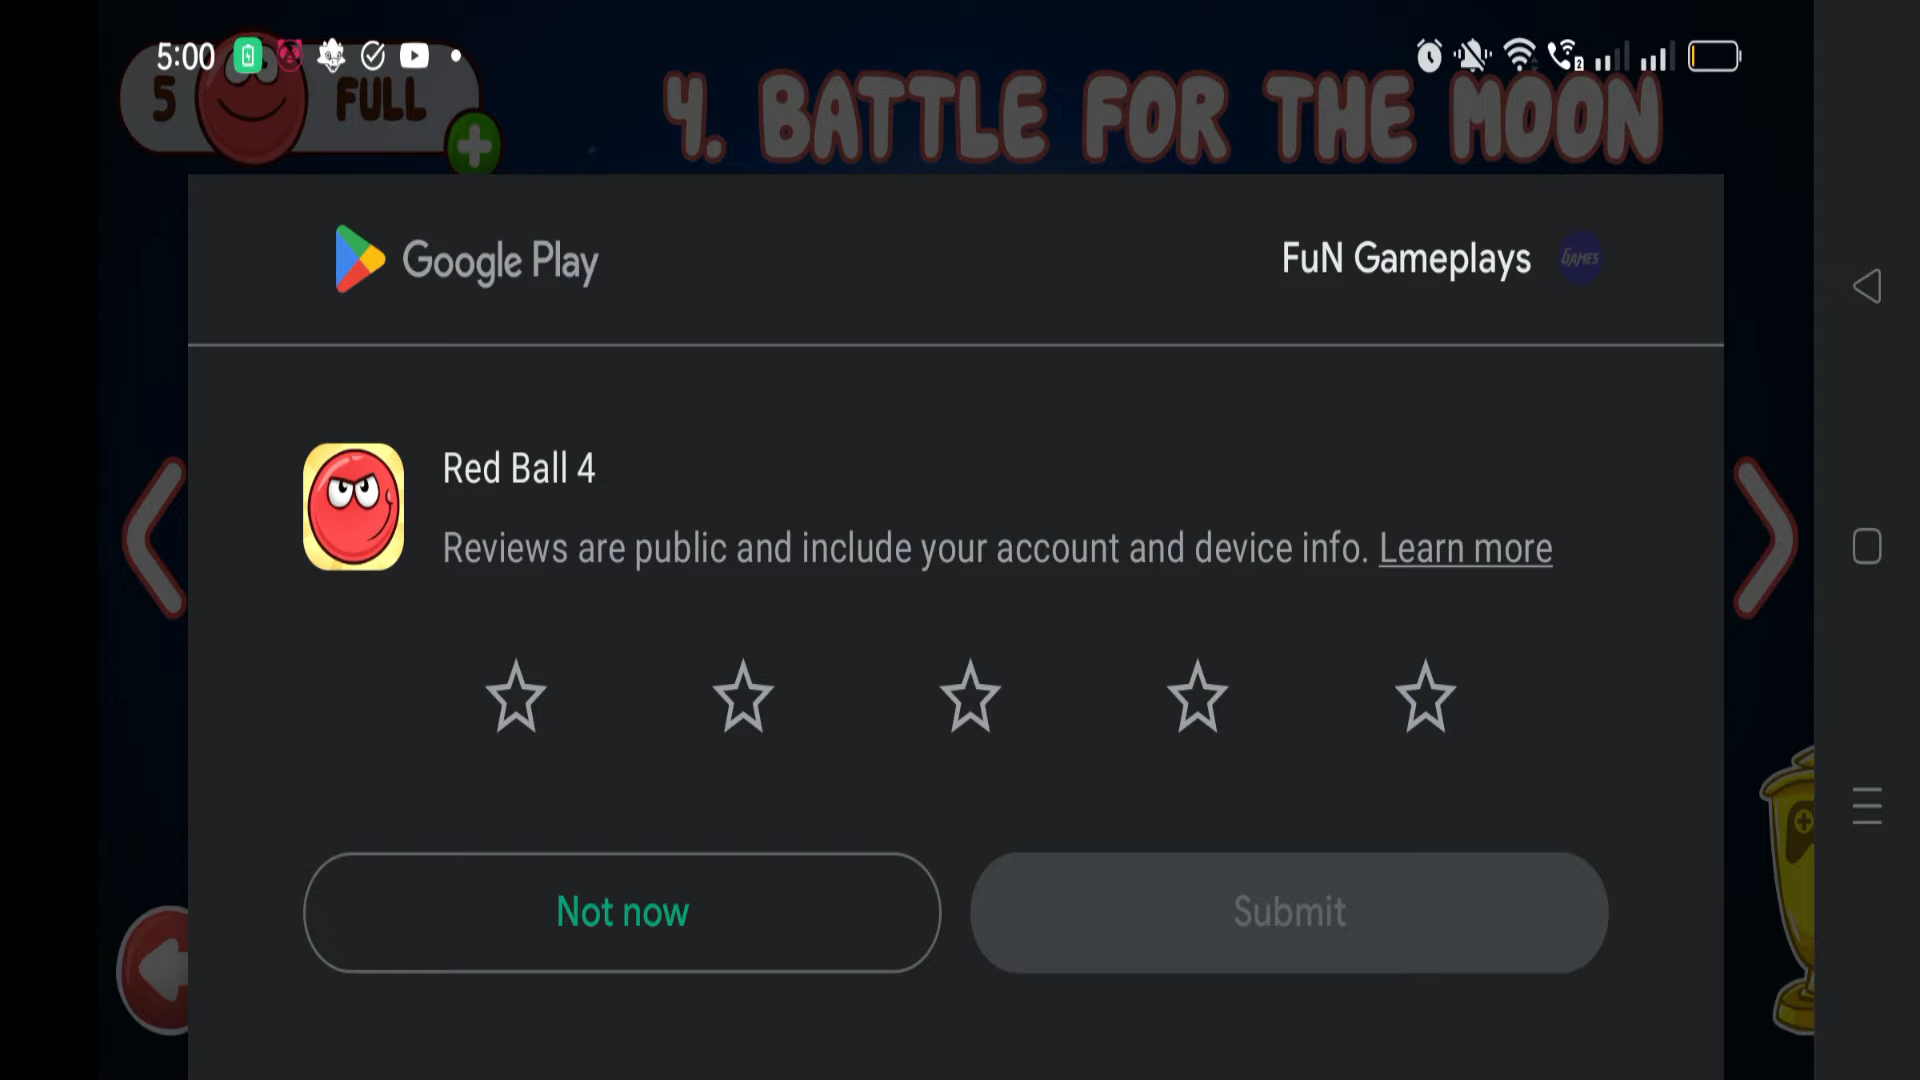 5:00
5 FULL
4. BATTLE FOR THE MOON
Google Play
FuN Gameplays
GAMES
Red Ball 4
Reviews are public and include your account and device info. Learn more
Not now
Submit